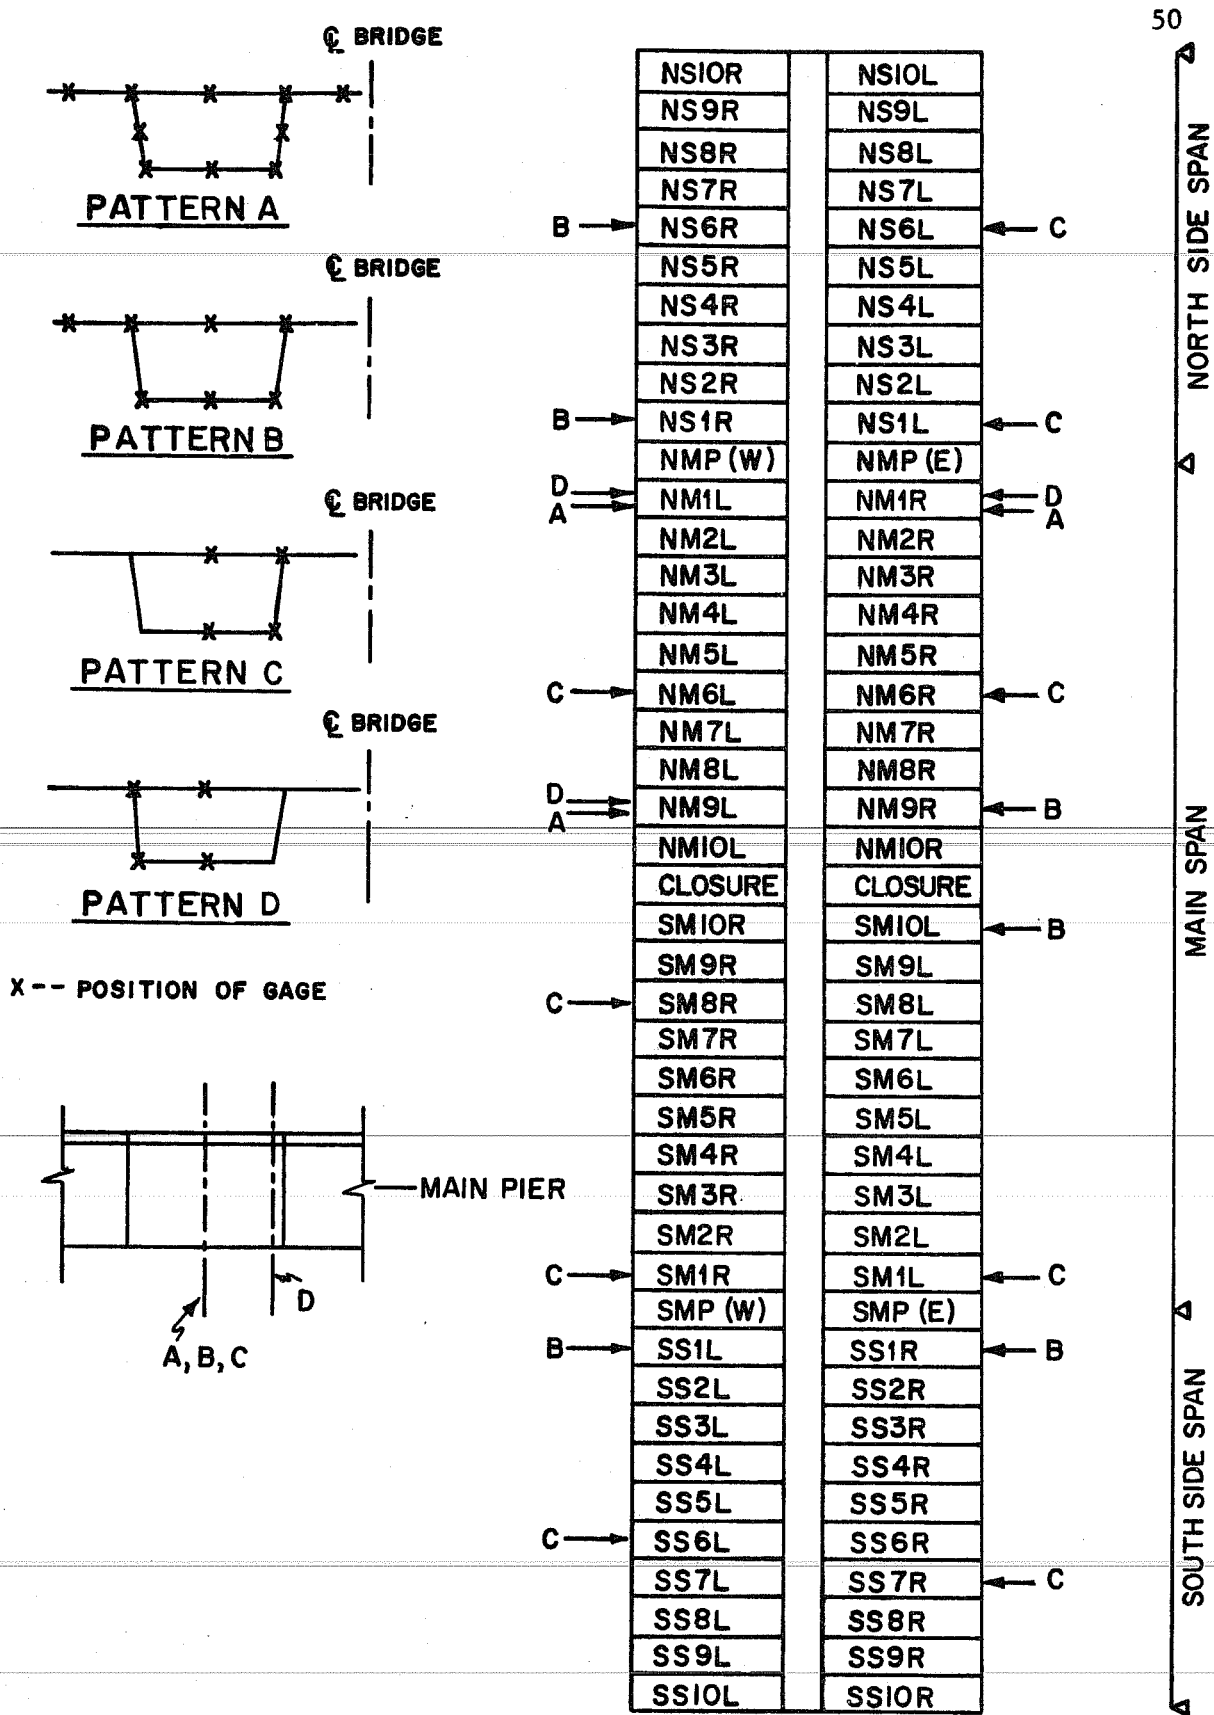 50
℄ BRIDGE
PATTERN A
℄ BRIDGE
PATTERN B
℄ BRIDGE
PATTERN C
℄ BRIDGE
PATTERN D
X -- POSITION OF GAGE
MAIN PIER
D
A, B, C
NS10R NS10L
NS9R NS9L
NS8R NS8L
NS7R NS7L
B NS6R NS6L C
NS5R NS5L
NS4R NS4L
NS3R NS3L
NS2R NS2L
B NS1R NS1L C
NMP (W) NMP (E)
D NM1L NM1R D
A A
NM2L NM2R
NM3L NM3R
NM4L NM4R
NM5L NM5R
C NM6L NM6R C
NM7L NM7R
NM8L NM8R
D
A NM9L NM9R B
NM10L NM10R
CLOSURE CLOSURE
SM10R SM10L B
SM9R SM9L
C SM8R SM8L
SM7R SM7L
SM6R SM6L
SM5R SM5L
SM4R SM4L
SM3R SM3L
SM2R SM2L
C SM1R SM1L C
SMP (W) SMP (E)
B SS1L SS1R B
SS2L SS2R
SS3L SS3R
SS4L SS4R
SS5L SS5R
C SS6L SS6R
SS7L SS7R C
SS8L SS8R
SS9L SS9R
SS10L SS10R
NORTH SIDE SPAN
MAIN SPAN
SOUTH SIDE SPAN